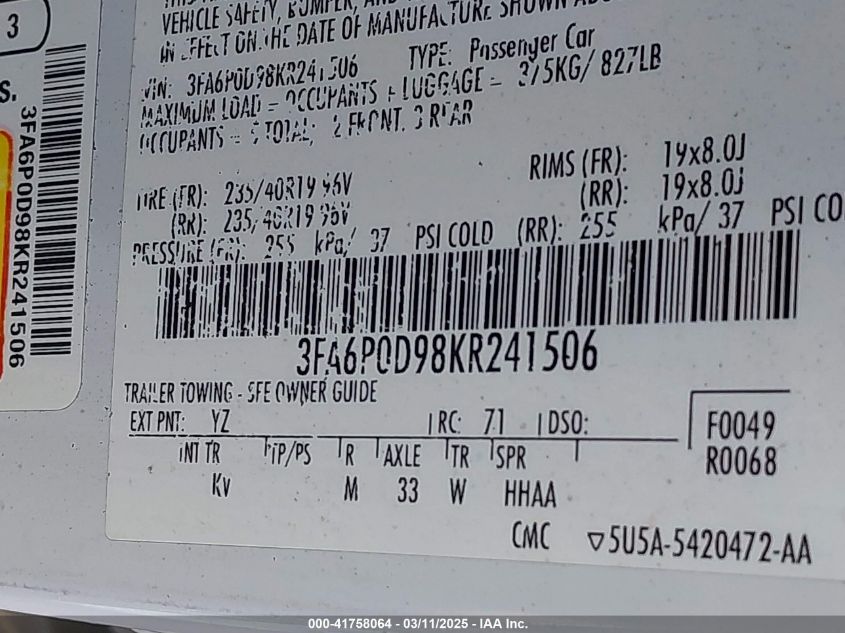 3
S.
3FA6P0D98KR241506
VEHICLE SAFETY, BUMPER, AND
IN EFFECT ON THE DATE OF MANUFACTURE SHOWN
VIN: 3FA6P0D98KR241506 TYPE: Passenger Car
MAXIMUM LOAD = OCCUPANTS + LUGGAGE = 375KG/ 827LB
OCCUPANTS = 5 TOTAL; 2 FRONT, 3 REAR
TIRE (FR): 235/40R19 96V RIMS (FR): 19x8.0J
(RR): 235/40R19 96V (RR): 19x8.0J
PRESSURE (FR): 255 kPa/ 37 PSI COLD (RR): 255 kPa/ 37 PSI CO
3FA6P0D98KR241506
TRAILER TOWING - SEE OWNER GUIDE
EXT PNT: YZ RC: 71 DSO: F0049
INT TR TP/PS R AXLE TR SPR R0068
KV M 33 W HHAA
CMC ▽5U5A-5420472-AA
000-41758064 - 03/11/2025 - IAA Inc.